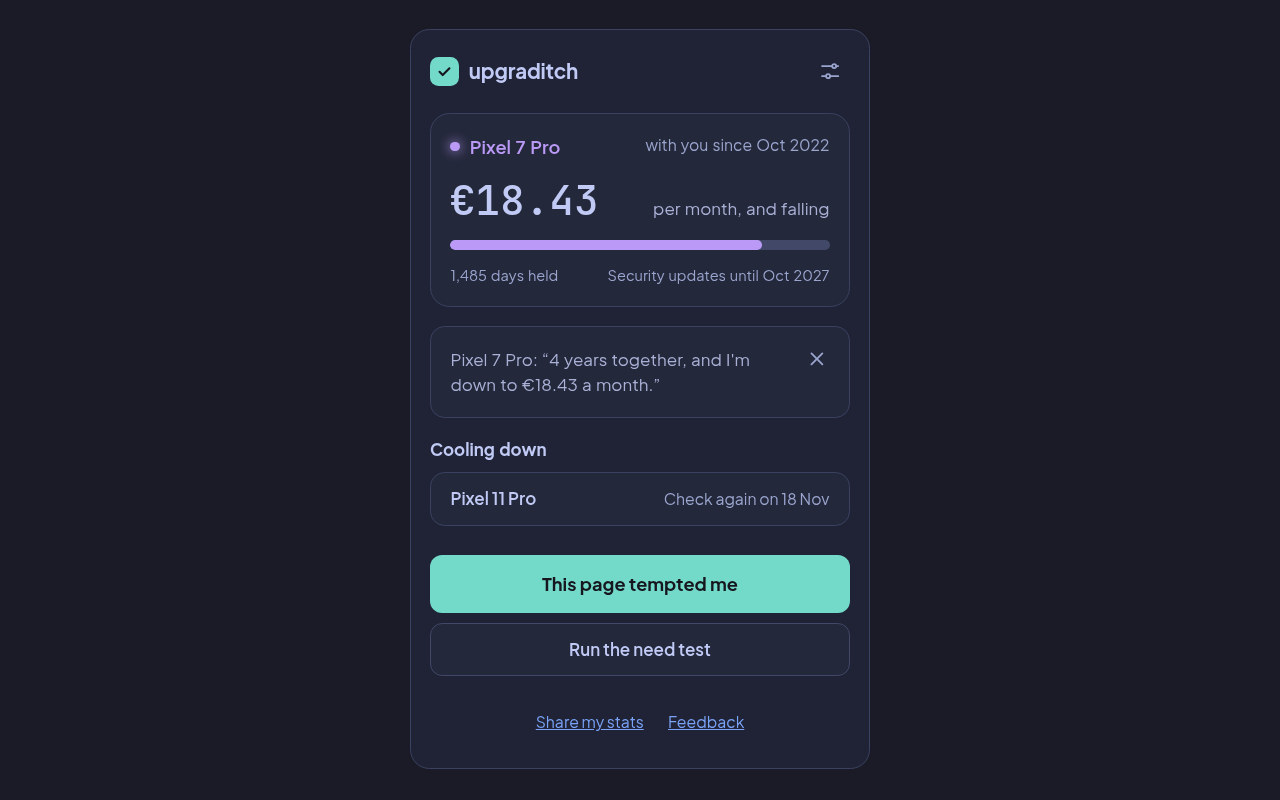 upgraditch
Pixel 7 Pro
with you since Oct 2022
€18.43
per month, and falling
1,485 days held
Security updates until Oct 2027
Pixel 7 Pro: “4 years together, and I'm
down to €18.43 a month.”
Cooling down
Pixel 11 Pro
Check again on 18 Nov
This page tempted me
Run the need test
Share my stats
Feedback